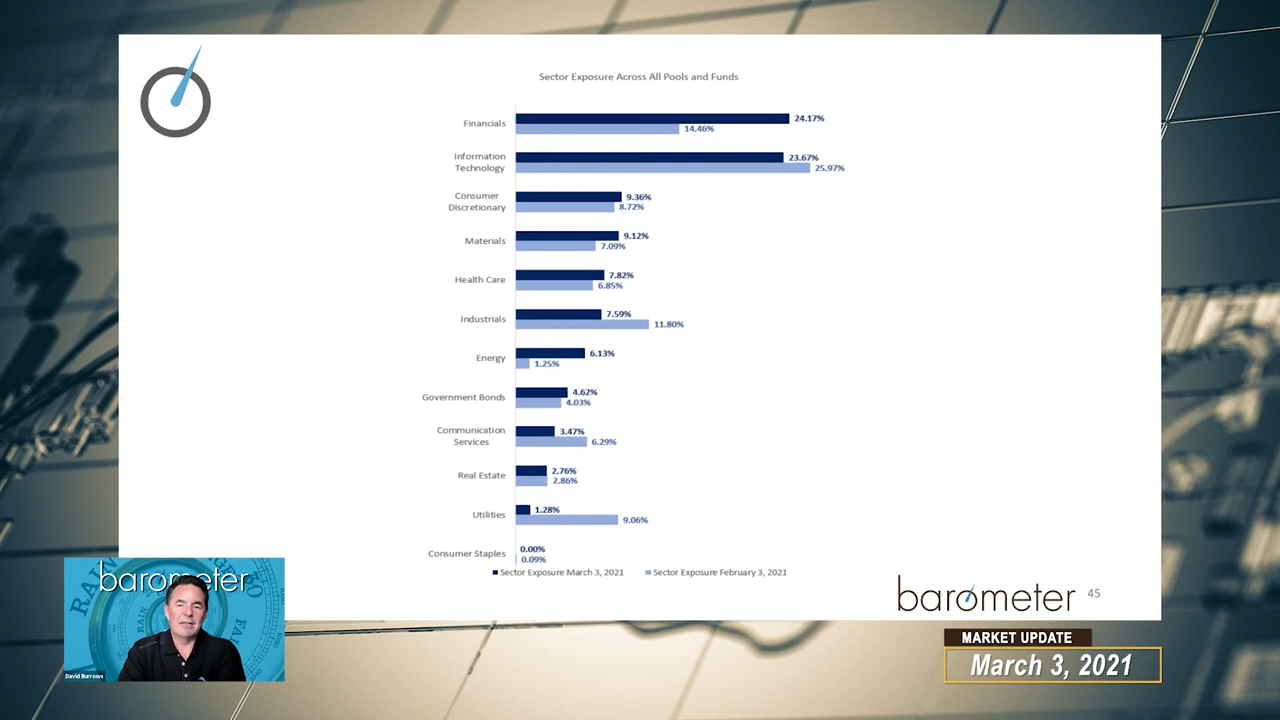 Sector Exposure Across All Pools and Funds
Financials
24.17%
14.46%
Information
Technology
23.67%
25.97%
Consumer
Discretionary
9.36%
8.72%
Materials
9.12%
7.09%
Health Care
7.82%
6.85%
Industrials
7.59%
11.80%
Energy
6.13%
1.25%
Government Bonds
4.62%
4.03%
Communication
Services
3.47%
6.29%
Real Estate
2.76%
2.86%
Utilities
1.28%
9.06%
Consumer Staples
0.00%
0.09%
Sector Exposure March 3, 2021
Sector Exposure February 3, 2021
barometer
45
barometer
RAIN
David Burrows
MARKET UPDATE
March 3, 2021